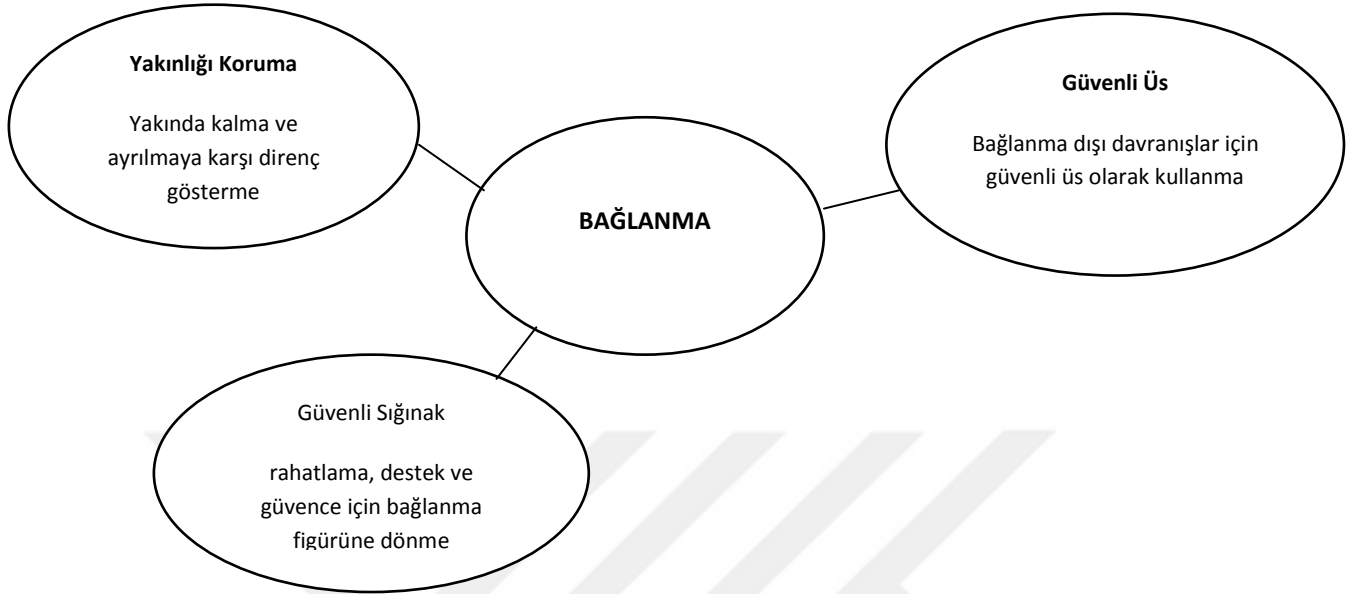 Yakınlığı Koruma
Yakında kalma ve
ayrılmaya karşı direnç
gösterme
Güvenli Üs
Bağlanma dışı davranışlar için
güvenli üs olarak kullanma
BAĞLANMA
Güvenli Sığınak
rahatlama, destek ve
güvence için bağlanma
figürüne dönme